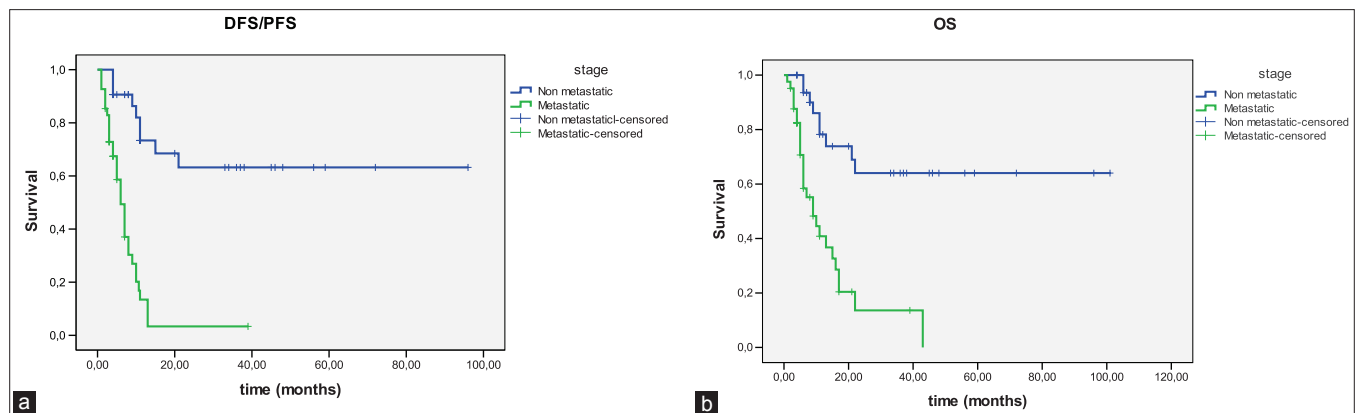 DFS/PFS
1,0
0,8
0,6
0,4
0,2
0,0
Survival
0,00
20,00
40,00
60,00
80,00
100,00
time (months)
stage
Non metastatic
Metastatic
Non metastaticl-censored
Metastatic-censored
a
OS
1,0
0,8
0,6
0,4
0,2
0,0
Survival
0,00
20,00
40,00
60,00
80,00
100,00
120,00
time (months)
stage
Non metastatic
Metastatic
Non metastatic-censored
Metastatic-censored
b